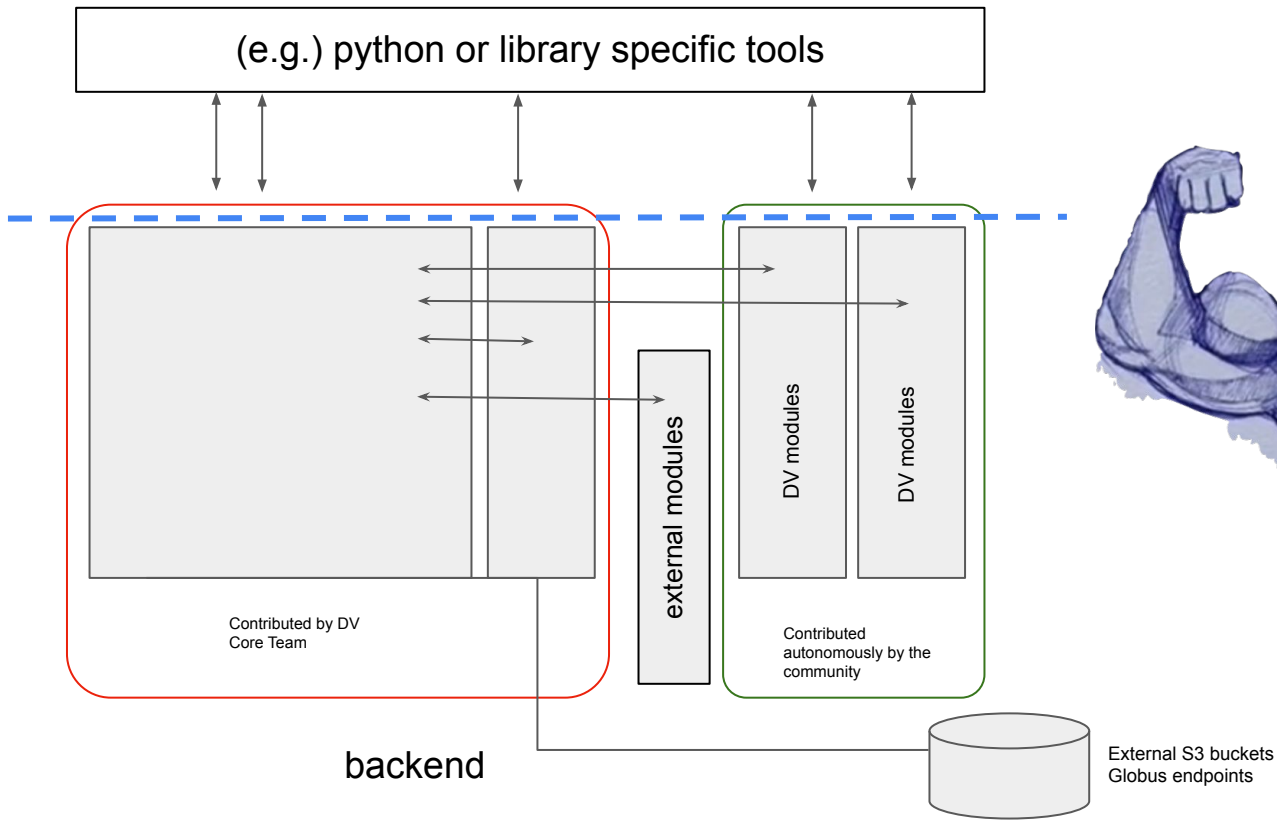 (e.g.) python or library specific tools
external modules
DV modules
DV modules
Contributed by DV
Core Team
Contributed
autonomously by the
community
backend
External S3 buckets
Globus endpoints